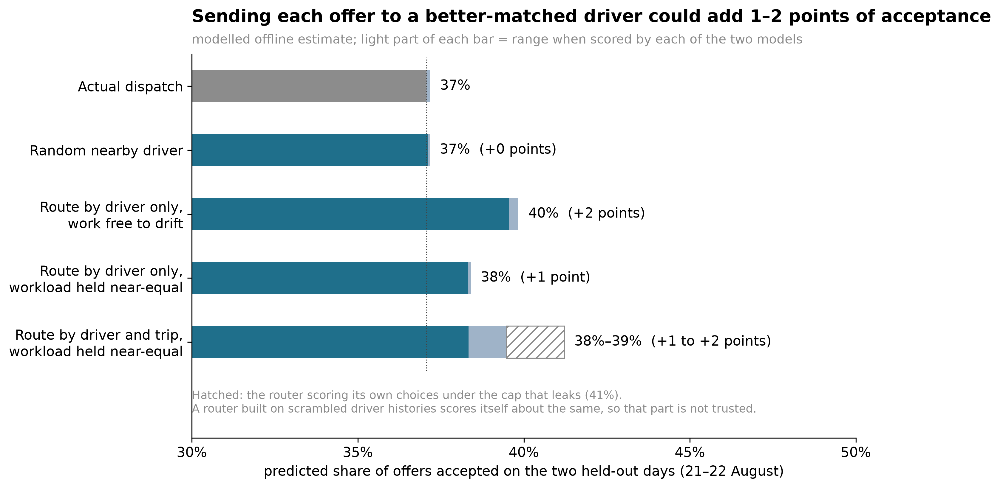 Sending each offer to a better-matched driver could add 1–2 points of acceptance
modelled offline estimate; light part of each bar = range when scored by each of the two models
Actual dispatch
37%
Random nearby driver
37%  (+0 points)
Route by driver only,
work free to drift
40%  (+2 points)
Route by driver only,
workload held near-equal
38%  (+1 point)
Route by driver and trip,
workload held near-equal
38%–39%  (+1 to +2 points)
Hatched: the router scoring its own choices under the cap that leaks (41%).
A router built on scrambled driver histories scores itself about the same, so that part is not trusted.
30% 35% 40% 45% 50%
predicted share of offers accepted on the two held-out days (21–22 August)